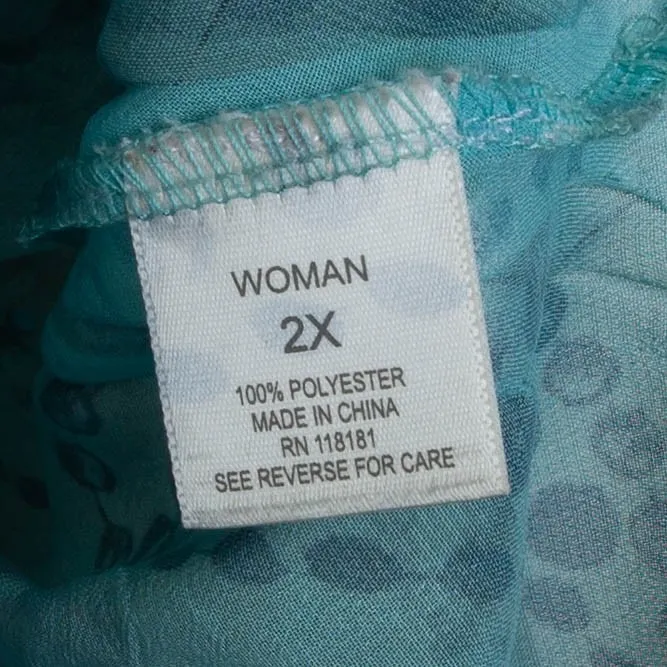 WOMAN
2X
100% POLYESTER
MADE IN CHINA
RN 118181
SEE REVERSE FOR CARE